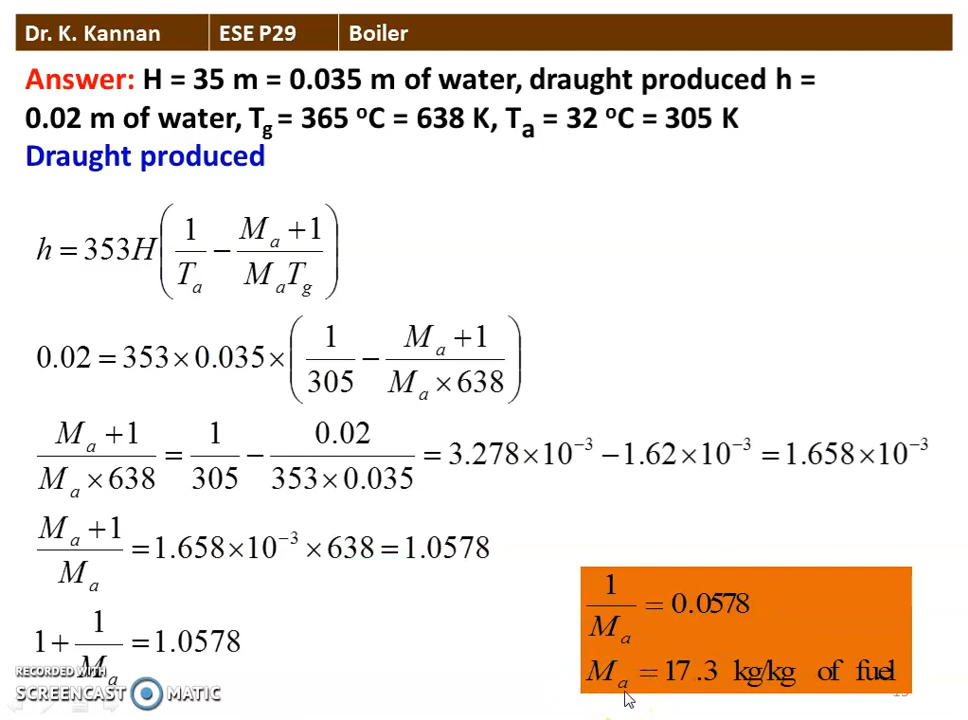 Dr. K. Kannan ESE P29 Boiler
Answer: H = 35 m = 0.035 m of water, draught produced h =
0.02 m of water, Tg = 365 oC = 638 K, Ta = 32 oC = 305 K
Draught produced
h = 353H(1/Ta − (Ma + 1)/(MaTg))
0.02 = 353 × 0.035 × (1/305 − (Ma + 1)/(Ma × 638))
(Ma + 1)/(Ma × 638) = 1/305 − 0.02/(353 × 0.035) = 3.278×10⁻³ − 1.62×10⁻³ = 1.658×10⁻³
(Ma + 1)/Ma = 1.658×10⁻³ × 638 = 1.0578
1 + 1/Ma = 1.0578
1/Ma = 0.0578
Ma = 17.3 kg/kg of fuel
RECORDED WITH
SCREENCAST MATIC